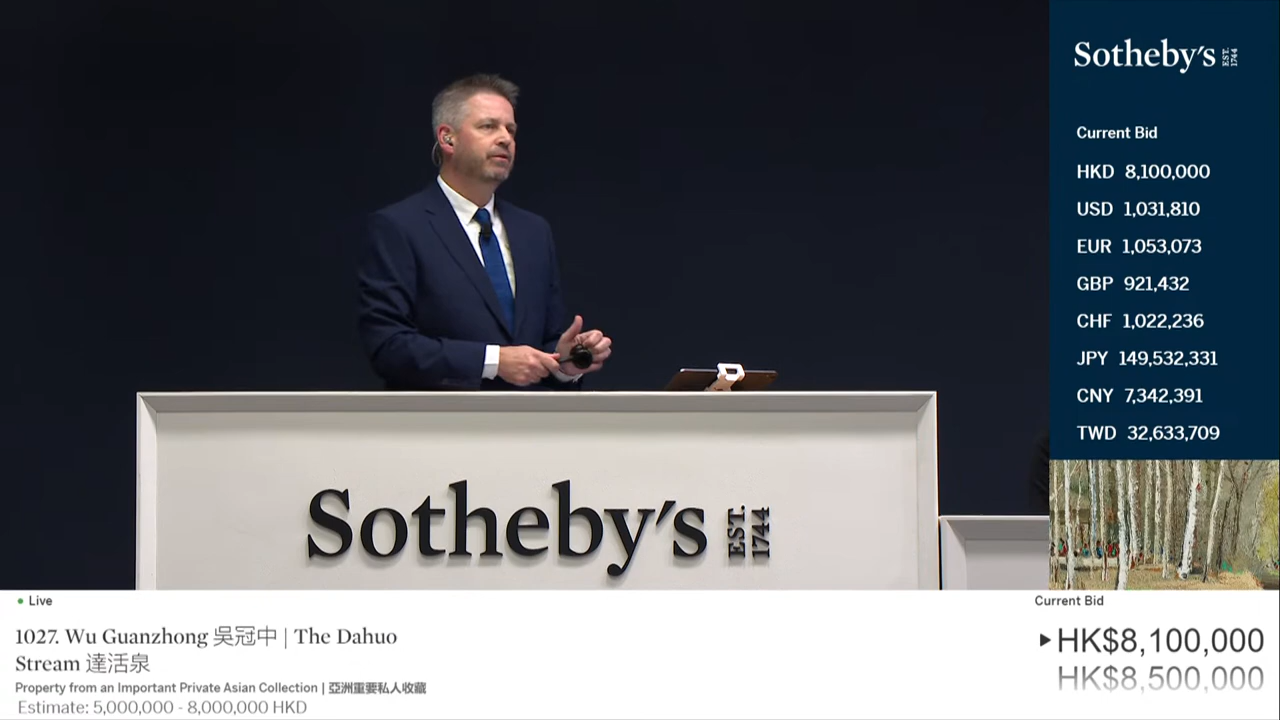 Sotheby's EST. 1744
Current Bid
HKD 8,100,000
USD 1,031,810
EUR 1,053,073
GBP 921,432
CHF 1,022,236
JPY 149,532,331
CNY 7,342,391
TWD 32,633,709
Sotheby's EST. 1744
Live
1027. Wu Guanzhong 吳冠中 | The Dahuo
Stream 達活泉
Property from an Important Private Asian Collection | 亞洲重要私人收藏
Estimate: 5,000,000 - 8,000,000 HKD
Current Bid
HK$8,100,000
HK$8,500,000